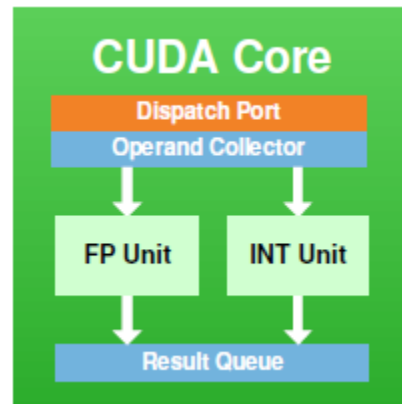 CUDA Core
Dispatch Port
Operand Collector
FP Unit
INT Unit
Result Queue